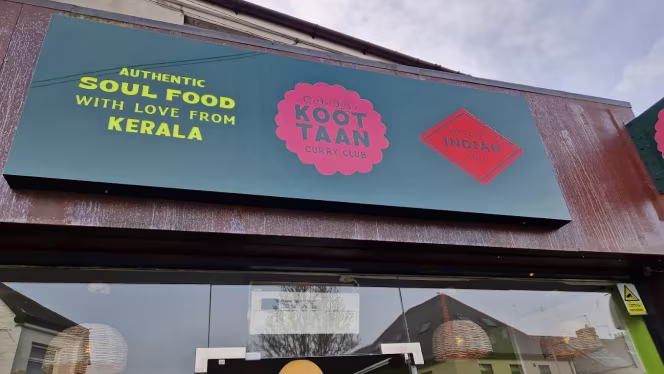 AUTHENTIC
SOUL FOOD
WITH LOVE FROM
KERALA
KOOT
TAAN
CURRY CLUB
INDIAN